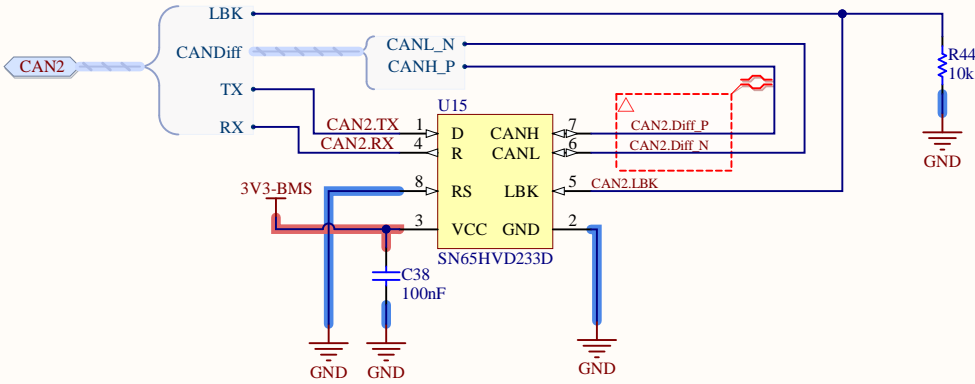 LBK
CANDiff
CANL_N
CANH_P
CAN2
TX
RX
R44
10k
GND
U15
CAN2.TX
1
D
CANH
7
CAN2.Diff_P
CAN2.RX
4
R
CANL
6
CAN2.Diff_N
8
RS
LBK
5
CAN2.LBK
3V3-BMS
3
VCC
GND
2
SN65HVD233D
C38
100nF
GND
GND
GND